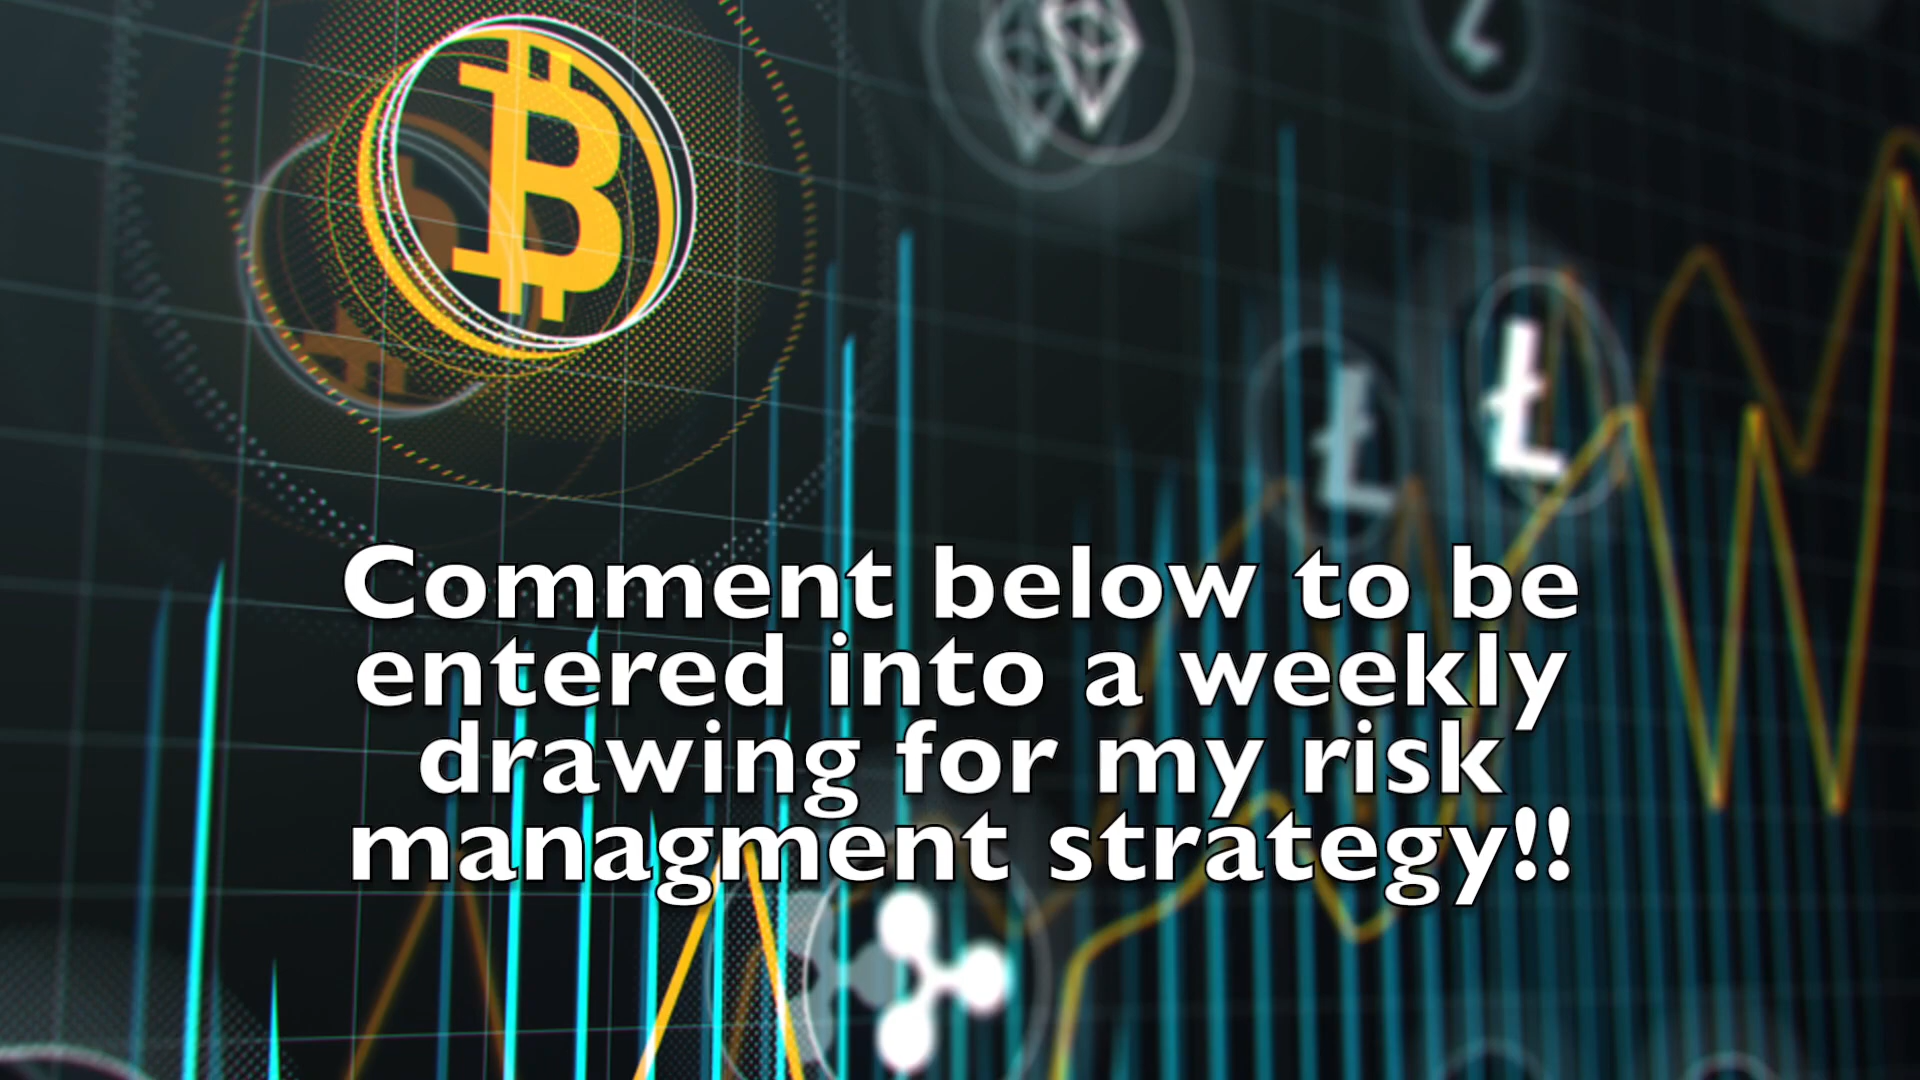 Comment below to be
entered into a weekly
drawing for my risk
managment strategy!!